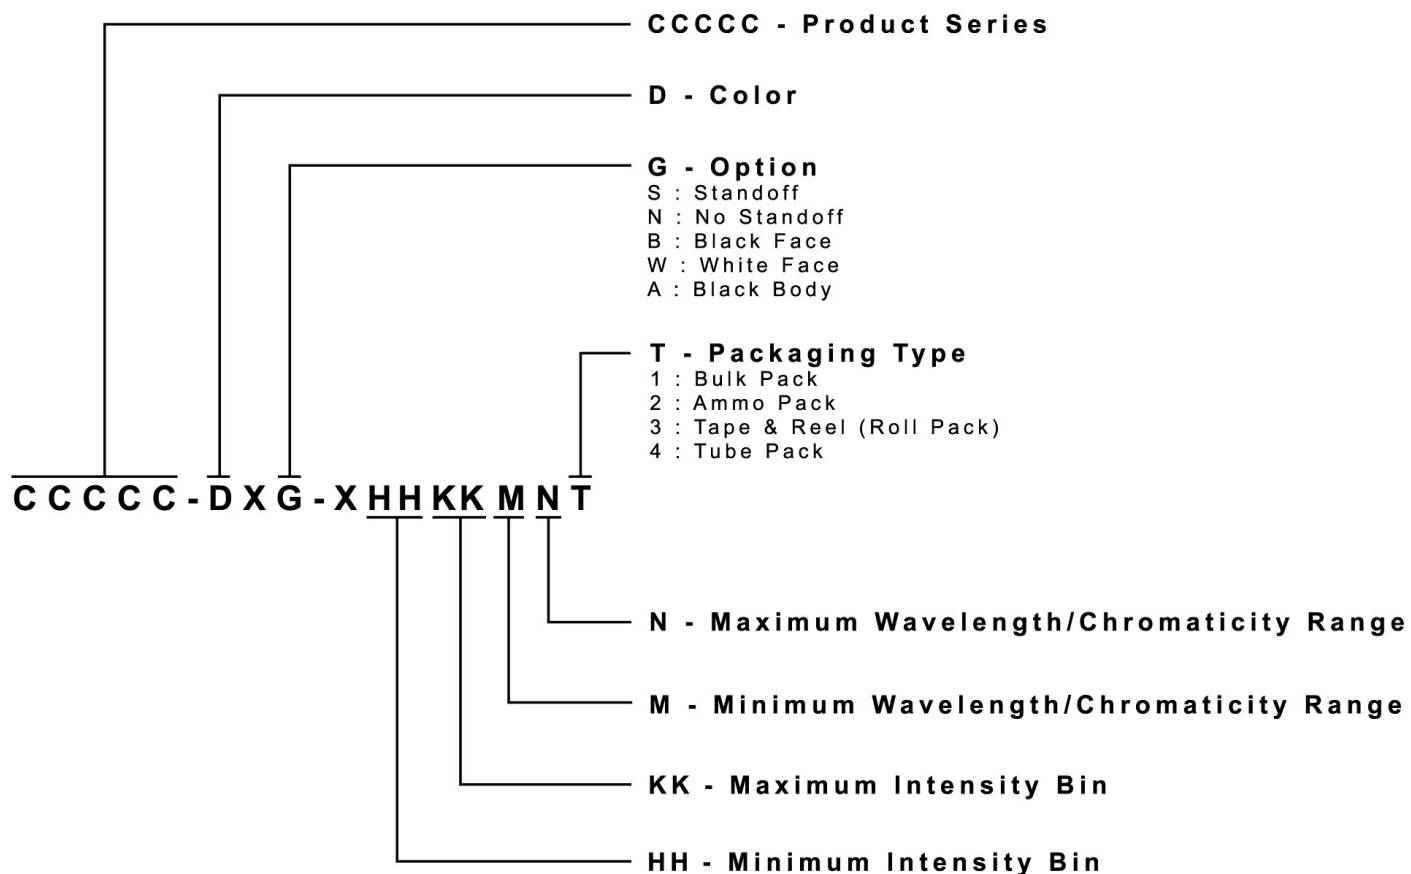 CCCCC - Product Series
D - Color
G - Option
S : Standoff
N : No Standoff
B : Black Face
W : White Face
A : Black Body
T - Packaging Type
1 : Bulk Pack
2 : Ammo Pack
3 : Tape & Reel (Roll Pack)
4 : Tube Pack
CCCCC-DXG-XHHKKMNT
N - Maximum Wavelength/Chromaticity Range
M - Minimum Wavelength/Chromaticity Range
KK - Maximum Intensity Bin
HH - Minimum Intensity Bin